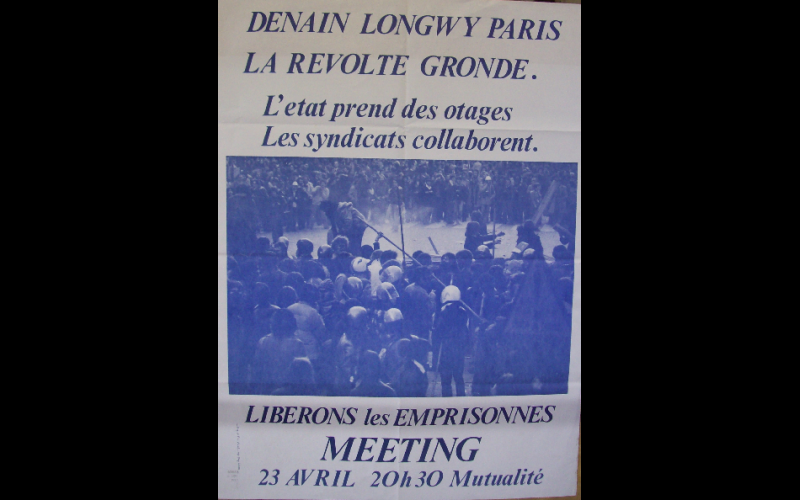 DENAIN LONGWY PARIS
LA REVOLTE GRONDE.
L'etat prend des otages
Les syndicats collaborent.
LIBERONS les EMPRISONNES
MEETING
23 AVRIL 20h30 Mutualité